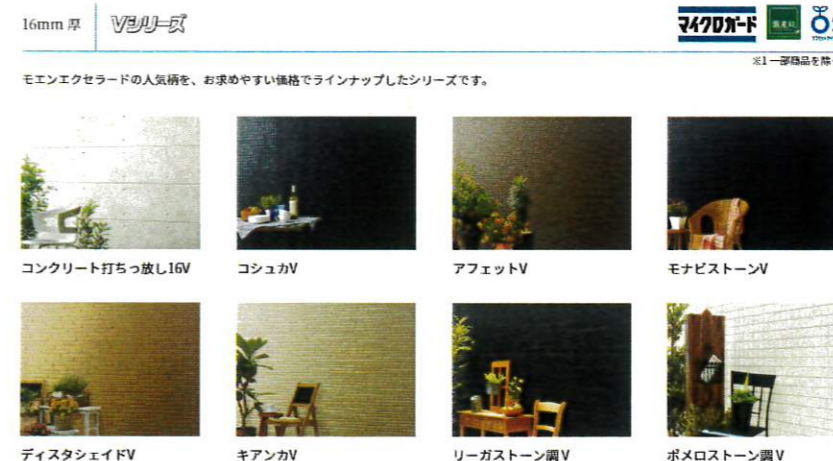 16mm 厚
Vシリーズ
マイクロガード
国産材
※1 一部商品を除
モエンエクセラードの人気柄を、お求めやすい価格でラインナップしたシリーズです。
コンクリート打ちっ放し16V
コシュカV
アフェットV
モナビストーンV
ディスタシェイドV
キアンカV
リーガストーン調V
ポメロストーン調V